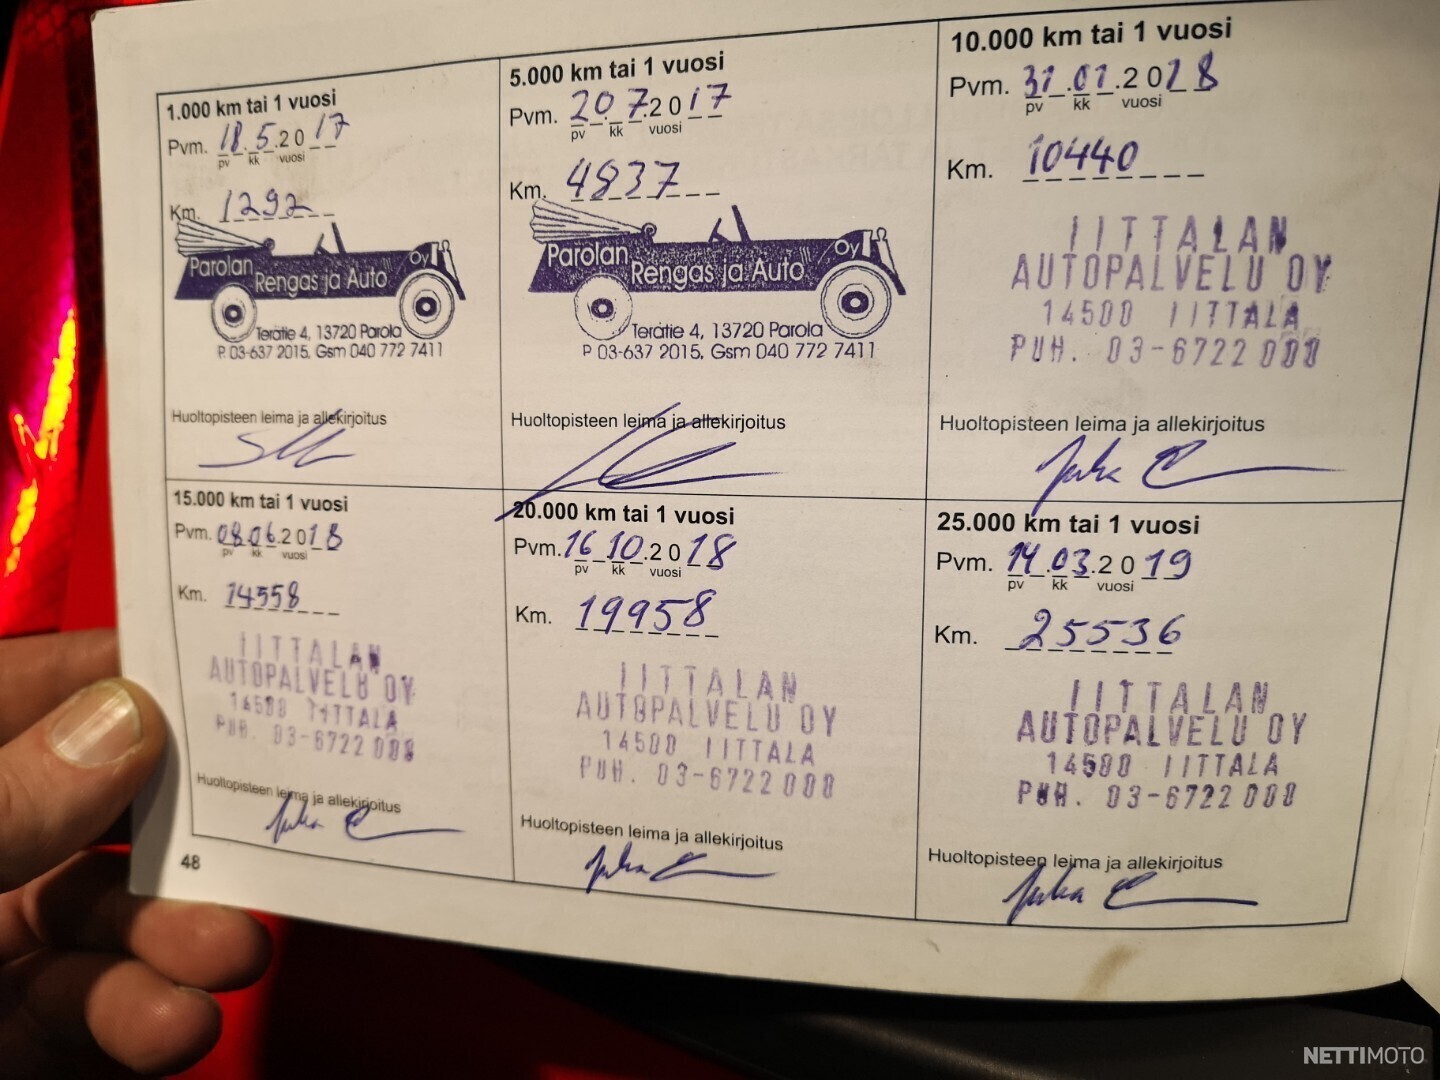 1.000 km tai 1 vuosi
Pvm. 18.5.2017
pv kk vuosi
Km. 1292
Parolan
Rengas ja Auto Oy
Terätie 4, 13720 Parola
P. 03-637 2015, Gsm 040 772 7411
Huoltopisteen leima ja allekirjoitus
5.000 km tai 1 vuosi
Pvm. 20.7.2017
pv kk vuosi
Km. 4837
Parolan
Rengas ja Auto Oy
Terätie 4, 13720 Parola
P 03-637 2015, Gsm 040 772 7411
Huoltopisteen leima ja allekirjoitus
10.000 km tai 1 vuosi
Pvm. 31.01.2018
pv kk vuosi
Km. 10440
IITTALAN
AUTOPALVELU OY
14500 IITTALA
PUH. 03-6722 000
Huoltopisteen leima ja allekirjoitus
15.000 km tai 1 vuosi
Pvm. 08.06.2018
pv kk vuosi
Km. 14558
IITTALAN
AUTOPALVELU OY
14500 IITTALA
PUH. 03-6722 000
Huoltopisteen leima ja allekirjoitus
20.000 km tai 1 vuosi
Pvm. 16.10.2018
pv kk vuosi
Km. 19958
IITTALAN
AUTOPALVELU OY
14500 IITTALA
PUH. 03-6722 000
Huoltopisteen leima ja allekirjoitus
25.000 km tai 1 vuosi
Pvm. 14.03.2019
pv kk vuosi
Km. 25536
IITTALAN
AUTOPALVELU OY
14500 IITTALA
PUH. 03-6722 000
Huoltopisteen leima ja allekirjoitus
48
NETTIMOTO